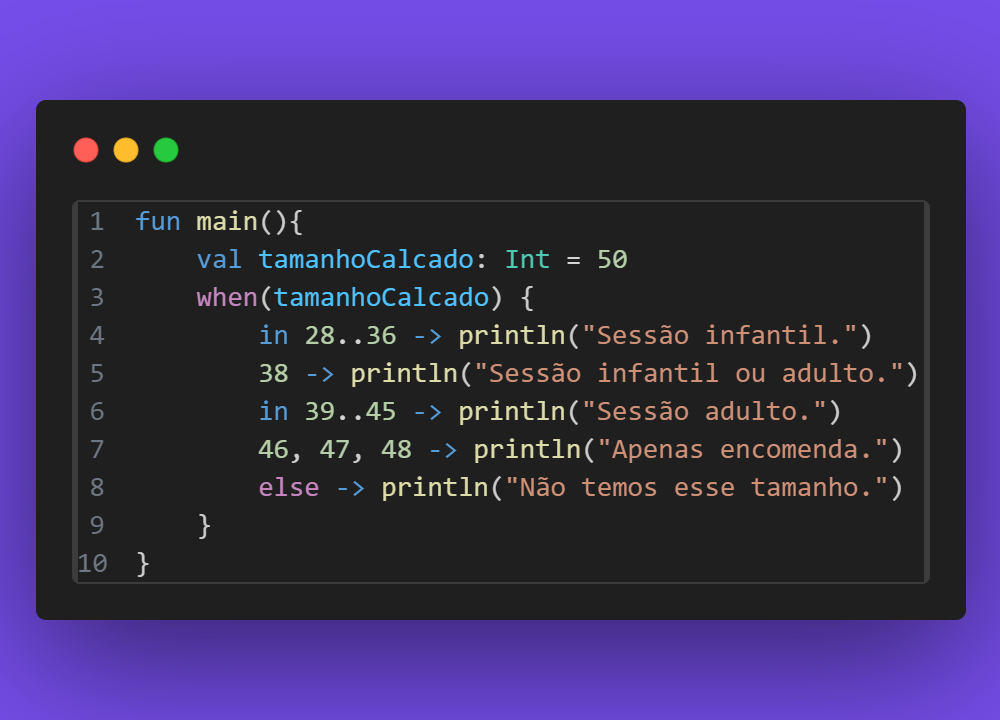 1 fun main(){
2     val tamanhoCalcado: Int = 50
3     when(tamanhoCalcado) {
4         in 28..36 -> println("Sessão infantil.")
5         38 -> println("Sessão infantil ou adulto.")
6         in 39..45 -> println("Sessão adulto.")
7         46, 47, 48 -> println("Apenas encomenda.")
8         else -> println("Não temos esse tamanho.")
9     }
10 }